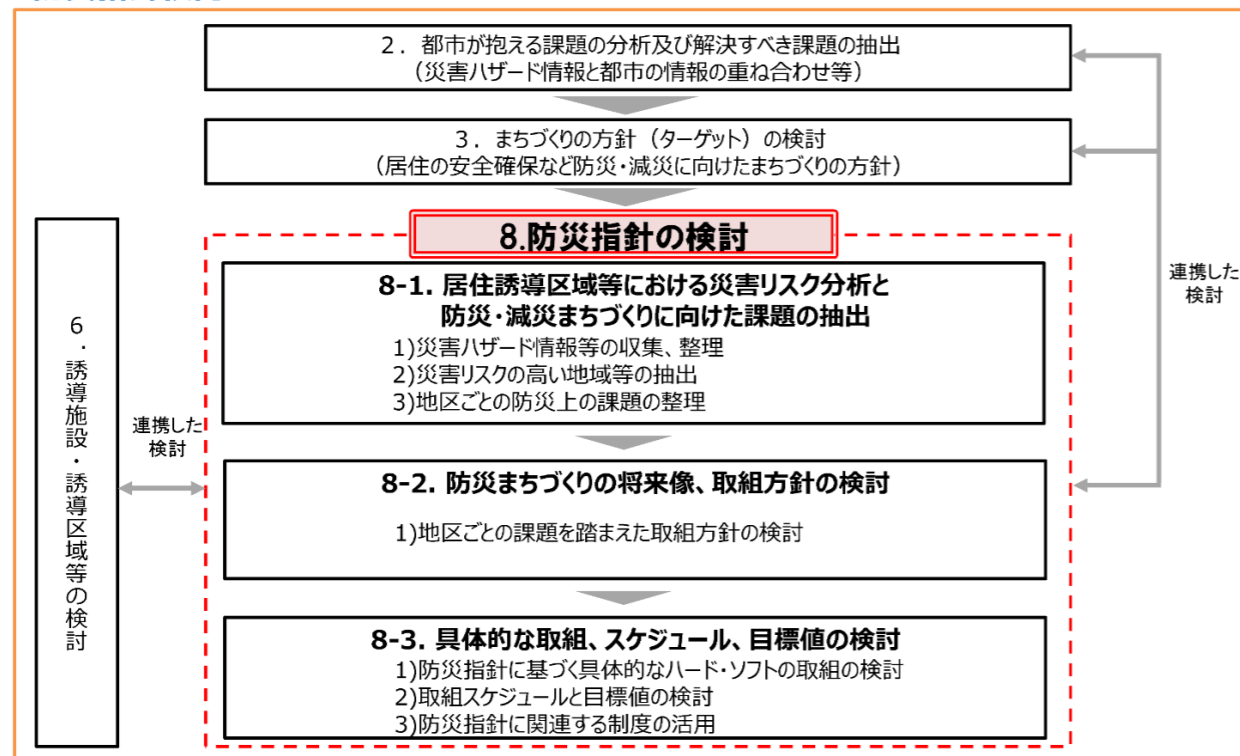 2．都市が抱える課題の分析及び解決すべき課題の抽出
（災害ハザード情報と都市の情報の重ね合わせ等）
3．まちづくりの方針（ターゲット）の検討
（居住の安全確保など防災・減災に向けたまちづくりの方針）
8.防災指針の検討
8-1. 居住誘導区域等における災害リスク分析と
防災・減災まちづくりに向けた課題の抽出
1)災害ハザード情報等の収集、整理
2)災害リスクの高い地域等の抽出
3)地区ごとの防災上の課題の整理
8-2. 防災まちづくりの将来像、取組方針の検討
1)地区ごとの課題を踏まえた取組方針の検討
8-3. 具体的な取組、スケジュール、目標値の検討
1)防災指針に基づく具体的なハード・ソフトの取組の検討
2)取組スケジュールと目標値の検討
3)防災指針に関連する制度の活用
6．誘導施設・誘導区域等の検討
連携した
検討
連携した
検討